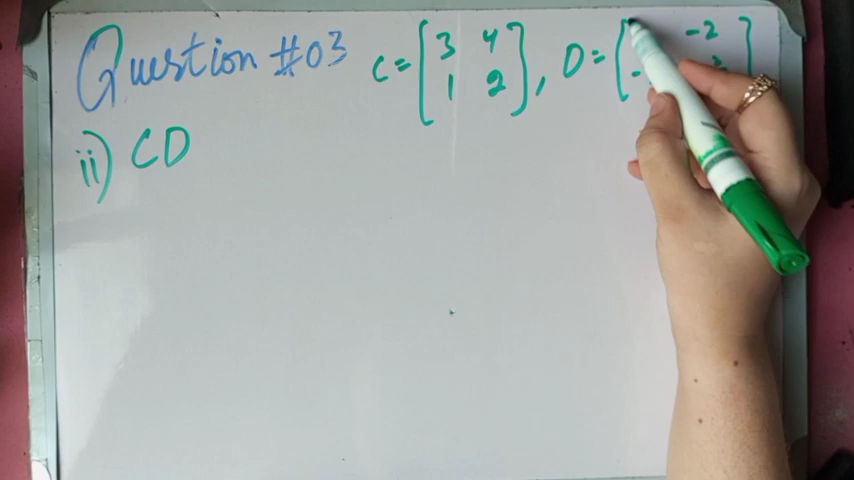 Question #03 C = [3 4
1 2], D = [ -2
ii) CD